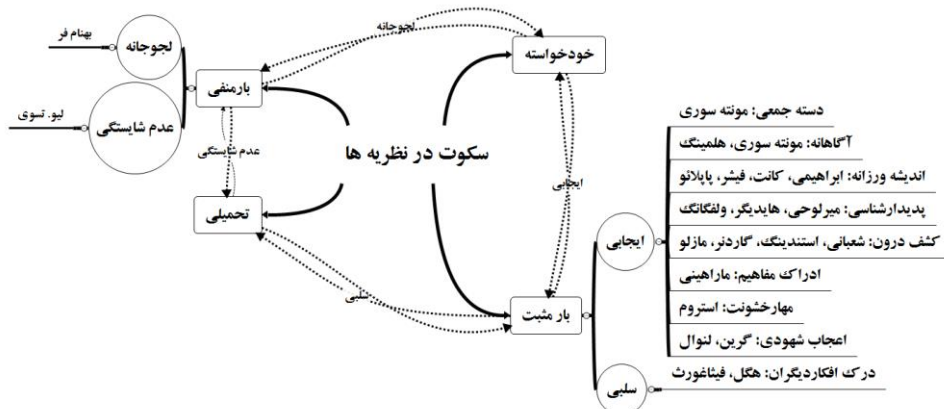 سکوت در نظریه ها
خودخواسته
لجوجانه
بارمنفی
لجوجانه
بهنام فر
عدم شایستگی
لیو. تسوی
عدم شایستگی
تحمیلی
ایجابی
سلبی
بار مثبت
ایجابی
دسته جمعی: مونته سوری
آگاهانه: مونته سوری، هلمینگ
اندیشه ورزانه: ابراهیمی، کانت، فیشر، پاپلائو
پدیدارشناسی: میرلوحی، هایدیگر، ولفگانگ
کشف درون: شعبانی، استندینگ، گاردنر، مازلو
ادراک مفاهیم: ماراهینی
مهارخشونت: استروم
اعجاب شهودی: گرین، لنوال
سلبی
درک افکاردیگران: هگل، فیثاغورث